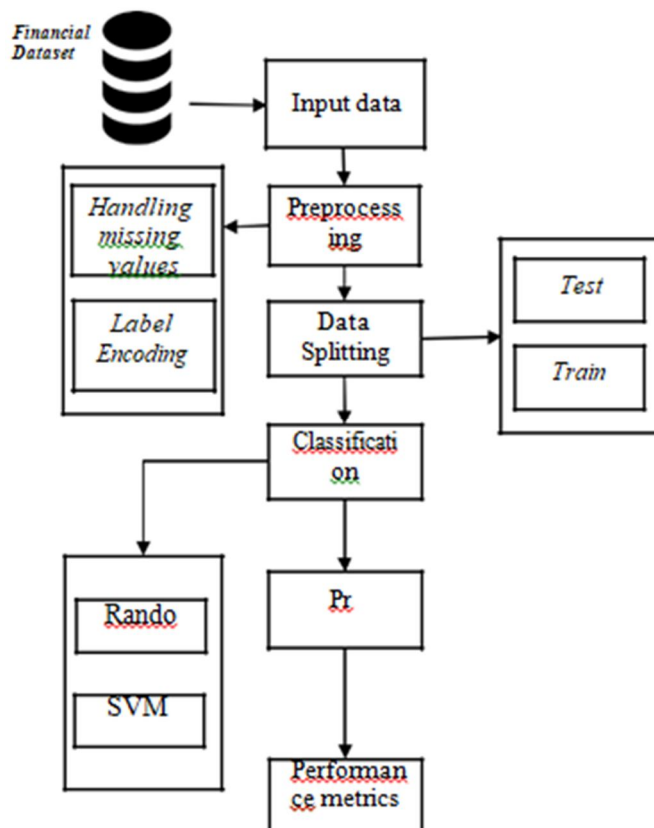 Financial
Dataset
Input data
Preprocess
ing
Handling
missing
values
Label
Encoding
Data
Splitting
Test
Train
Classificati
on
Rando
SVM
Pr
Performan
ce metrics